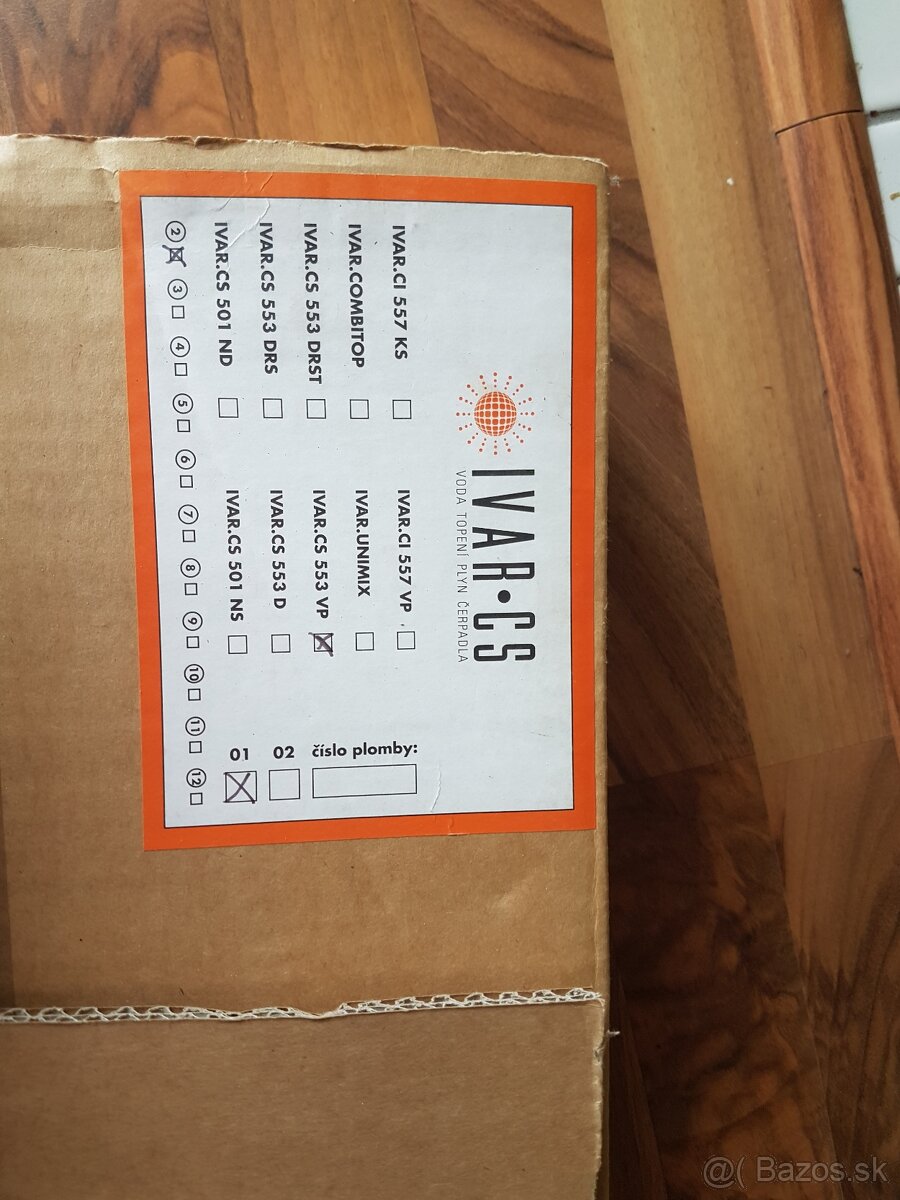 IVAR•CS
VODA TOPENÍ PLYN ČERPADLA
IVAR.CI 557 KS ☐ IVAR.CI 557 VP ☐
IVAR.COMBITOP ☐ IVAR.UNIMIX ☐
IVAR.CS 553 DRST ☐ IVAR.CS 553 VP ☒
IVAR.CS 553 DRS ☐ IVAR.CS 553 D ☐
IVAR.CS 501 ND ☐ IVAR.CS 501 NS ☐
číslo plomby:
02 ☐
01 ☒
② ☒ ③ ☐ ④ ☐ ⑤ ☐ ⑥ ☐ ⑦ ☐ ⑧ ☐ ⑨ ☐ ⑩ ☐ ⑪ ☐ ⑫ ☐
@( Bazos.sk